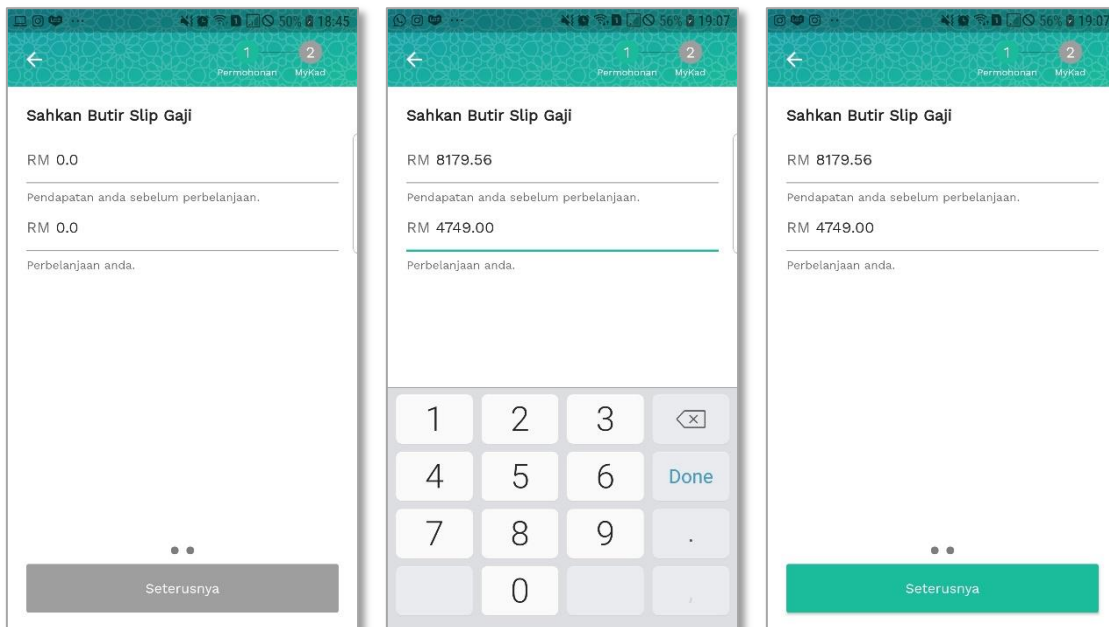 50% 18:45
1 2
Permohonan MyKad
Sahkan Butir Slip Gaji
RM 0.0
Pendapatan anda sebelum perbelanjaan.
RM 0.0
Perbelanjaan anda.
Seterusnya
56% 19:07
1 2
Permohonan MyKad
Sahkan Butir Slip Gaji
RM 8179.56
Pendapatan anda sebelum perbelanjaan.
RM 4749.00
Perbelanjaan anda.
1 2 3
4 5 6 Done
7 8 9 .
0 ,
56% 19:07
1 2
Permohonan MyKad
Sahkan Butir Slip Gaji
RM 8179.56
Pendapatan anda sebelum perbelanjaan.
RM 4749.00
Perbelanjaan anda.
Seterusnya